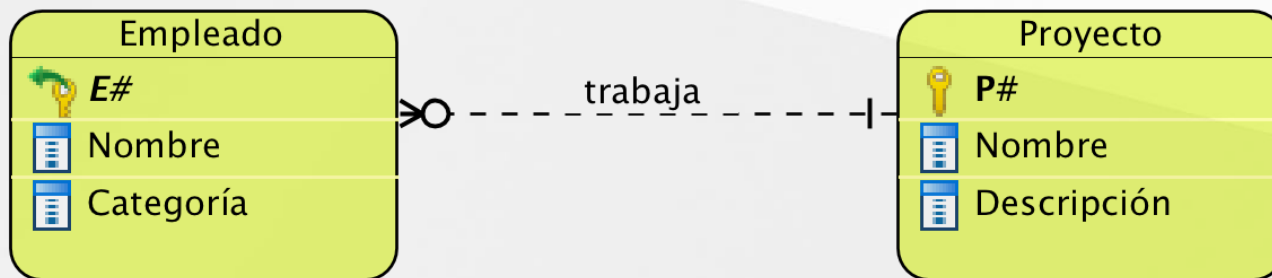 Empleado
E#
Nombre
Categoría
trabaja
Proyecto
P#
Nombre
Descripción